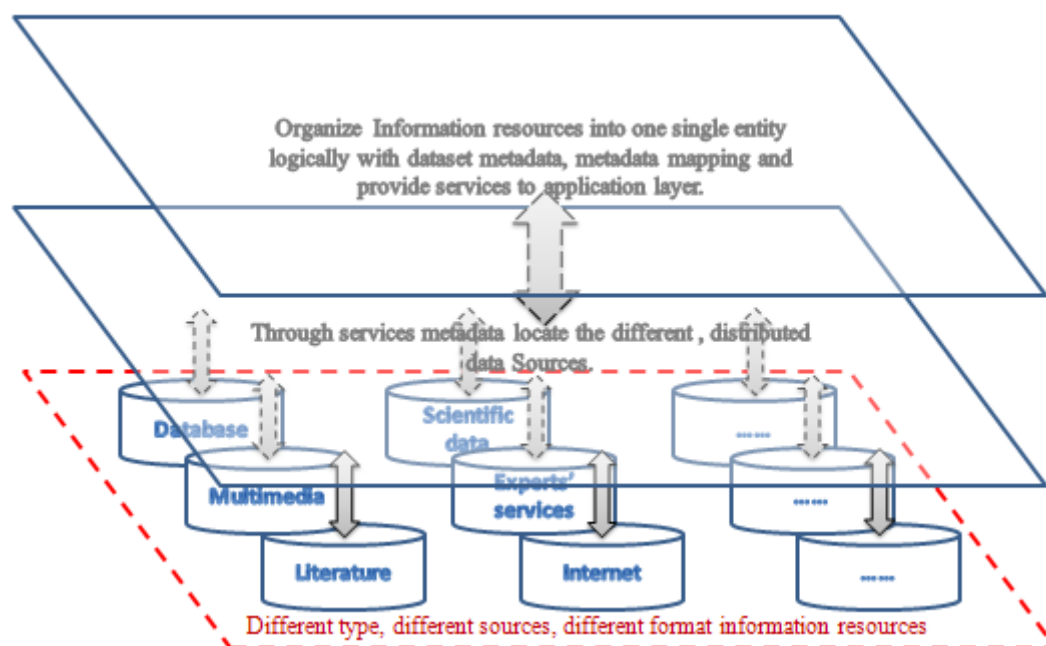 Organize Information resources into one single entity
logically with dataset metadata, metadata mapping and
provide services to application layer.
Through services metadata locate the different , distributed
data Sources.
Database
Scientific
data
......
Multimedia
Experts'
services
......
Literature
Internet
......
Different type, different sources, different format information resources